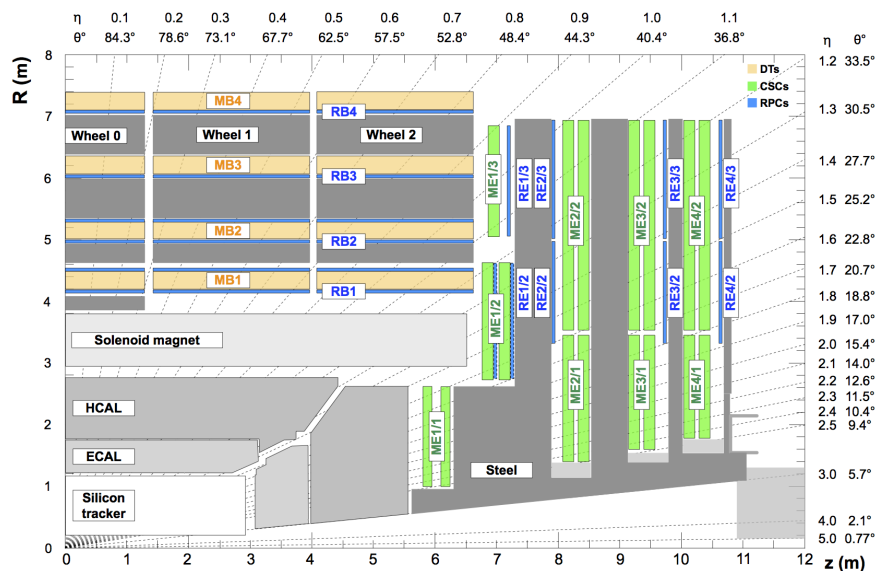 η 0.1 0.2 0.3 0.4 0.5 0.6 0.7 0.8 0.9 1.0 1.1 η θ°
θ° 84.3° 78.6° 73.1° 67.7° 62.5° 57.5° 52.8° 48.4° 44.3° 40.4° 36.8°
R (m)
8
7
6
5
4
3
2
1
0
1.2 33.5°
1.3 30.5°
1.4 27.7°
1.5 25.2°
1.6 22.8°
1.7 20.7°
1.8 18.8°
1.9 17.0°
2.0 15.4°
2.1 14.0°
2.2 12.6°
2.3 11.5°
2.4 10.4°
2.5 9.4°
3.0 5.7°
4.0 2.1°
5.0 0.77°
DTs
CSCs
RPCs
MB4
RB4
Wheel 0 Wheel 1 Wheel 2
MB3
RB3
MB2
RB2
MB1
RB1
Solenoid magnet
HCAL
ECAL
Silicon
tracker
Steel
ME1/3
RE1/3
RE2/3
ME2/2
ME3/2
RE3/3
ME4/2
RE4/3
ME1/2
RE1/2
RE2/2
RE3/2
RE4/2
ME1/1
ME2/1
ME3/1
ME4/1
0 1 2 3 4 5 6 7 8 9 10 11 12
z (m)